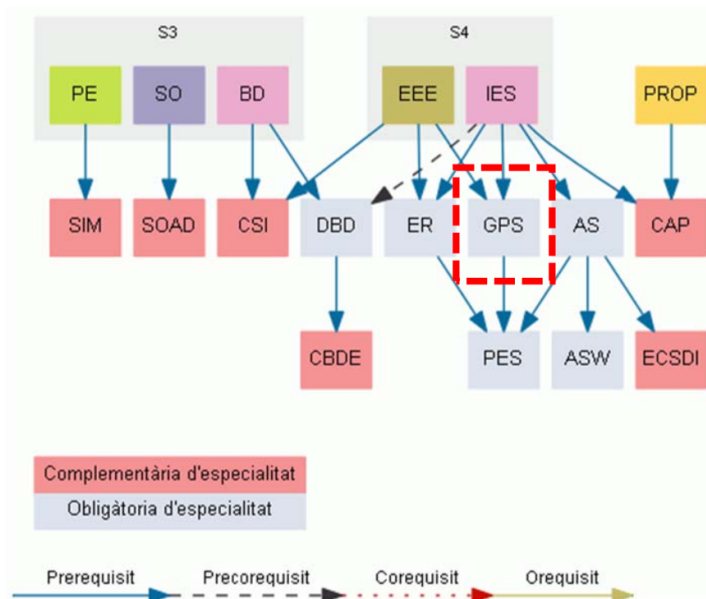 S3 S4
PE SO BD EEE IES PROP
SIM SOAD CSI DBD ER GPS AS CAP
CBDE PES ASW ECSDI
Complementària d'especialitat
Obligàtoria d'especialitat
Prerequisit Precorequisit Corequisit Orequisit